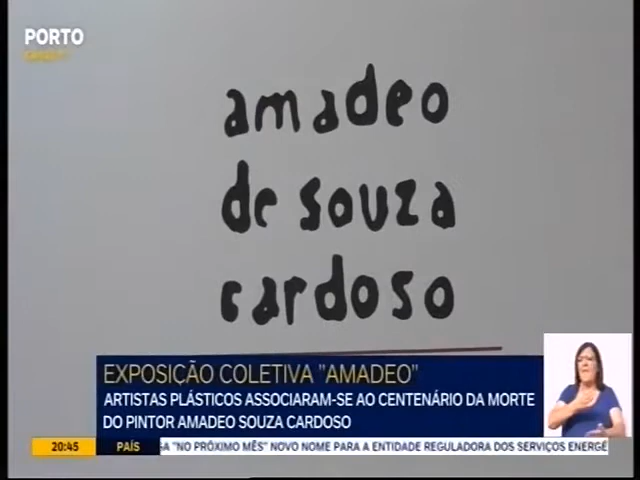 PORTO
amadeo
de souza
cardoso
EXPOSIÇÃO COLETIVA "AMADEO"
ARTISTAS PLÁSTICOS ASSOCIARAM-SE AO CENTENÁRIO DA MORTE
DO PINTOR AMADEO SOUZA CARDOSO
20:45 PAÍS "NO PRÓXIMO MÊS" NOVO NOME PARA A ENTIDADE REGULADORA DOS SERVIÇOS ENERGÉ